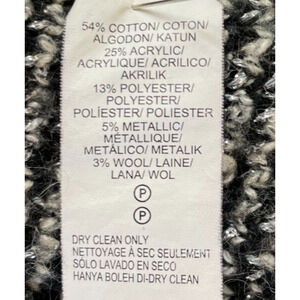 54% COTTON/ COTON/
ALGODON/ KATUN
25% ACRYLIC/
ACRYLIQUE/ ACRILICO/
AKRILIK
13% POLYESTER/
POLYESTER/
POLÍESTER/ POLIESTER
5% METALLIC/
MÉTALLIQUE/
METÁLICO/ METALIK
3% WOOL/ LAINE/
LANA/ WOL
P
P
DRY CLEAN ONLY
NETTOYAGE À SEC SEULEMENT
SÓLO LAVADO EN SECO
HANYA BOLEH DI-DRY CLEAN